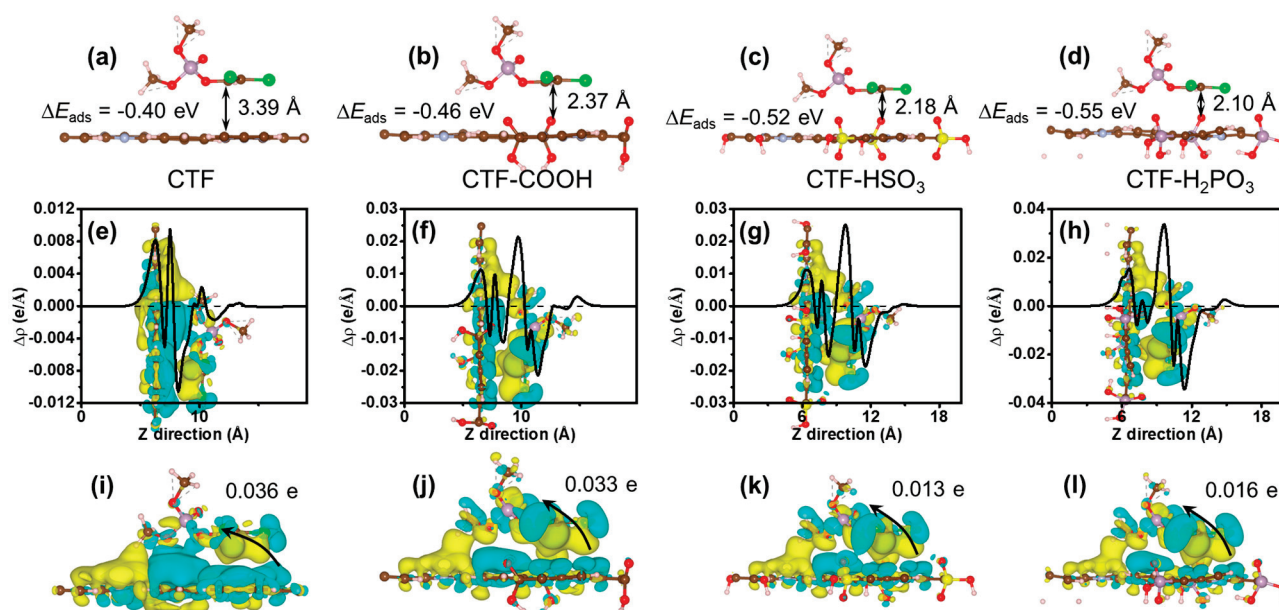 (a)
ΔEads = -0.40 eV
3.39 Å
CTF
(b)
ΔEads = -0.46 eV
2.37 Å
CTF-COOH
(c)
ΔEads = -0.52 eV
2.18 Å
CTF-HSO3
(d)
ΔEads = -0.55 eV
2.10 Å
CTF-H2PO3
(e)
Δρ (e/Å)
0.012
0.008
0.004
0.000
-0.004
-0.008
-0.012
0 10
Z direction (Å)
(f)
Δρ (e/Å)
0.03
0.02
0.01
0.00
-0.01
-0.02
-0.03
0 10
Z direction (Å)
(g)
Δρ (e/Å)
0.03
0.02
0.01
0.00
-0.01
-0.02
-0.03
0 6 12 18
Z direction (Å)
(h)
Δρ (e/Å)
0.04
0.02
0.00
-0.02
-0.04
0 6 12 18
Z direction (Å)
(i)
0.036 e
(j)
0.033 e
(k)
0.013 e
(l)
0.016 e